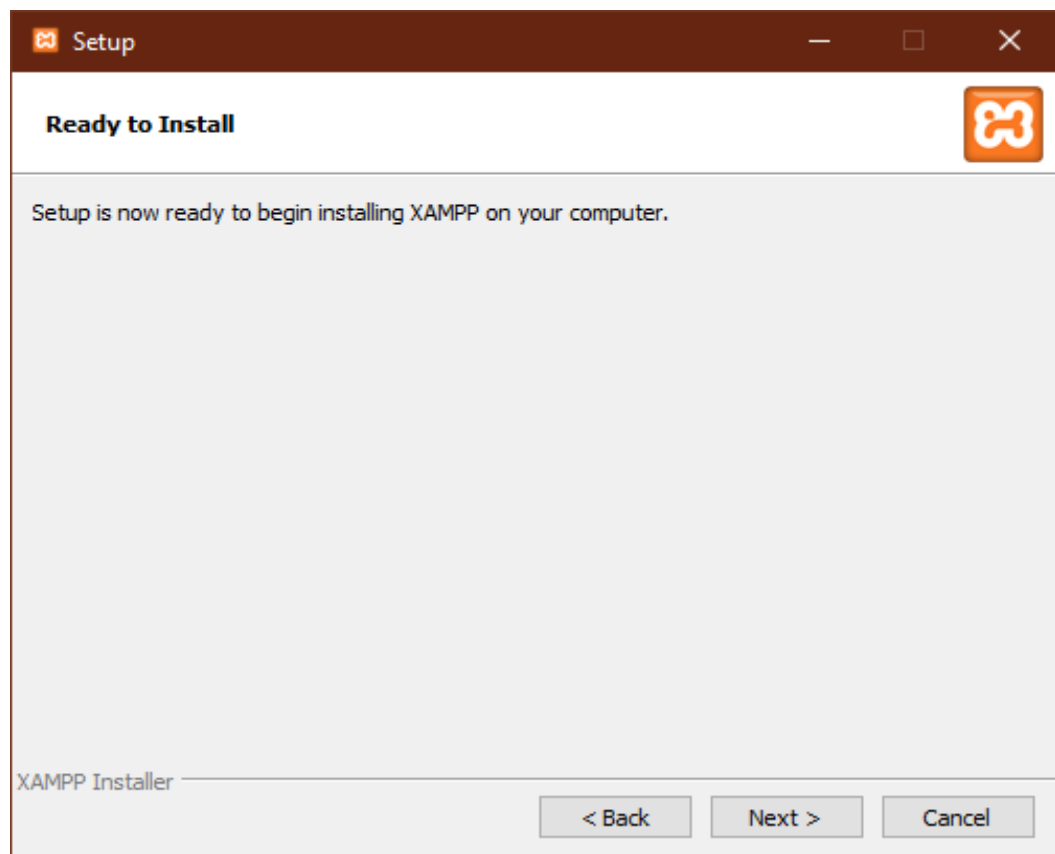 Setup
Ready to Install
Setup is now ready to begin installing XAMPP on your computer.
XAMPP Installer
< Back Next > Cancel